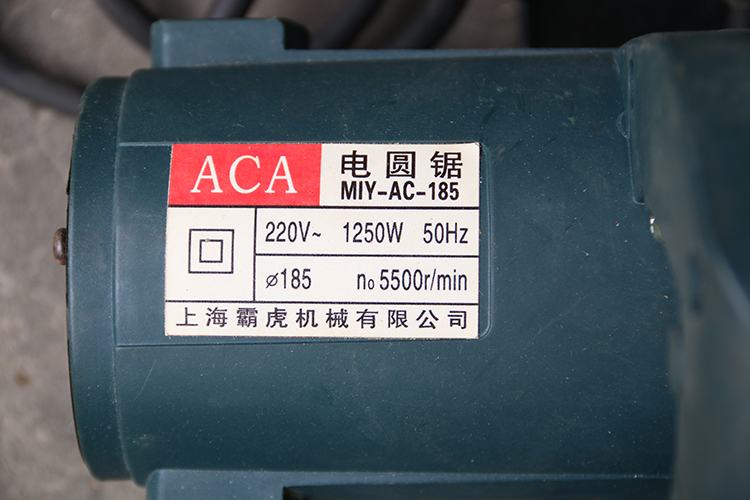 ACA
电圆锯
MIY-AC-185
220V~ 1250W 50Hz
⌀185 n₀ 5500r/min
上海霸虎机械有限公司